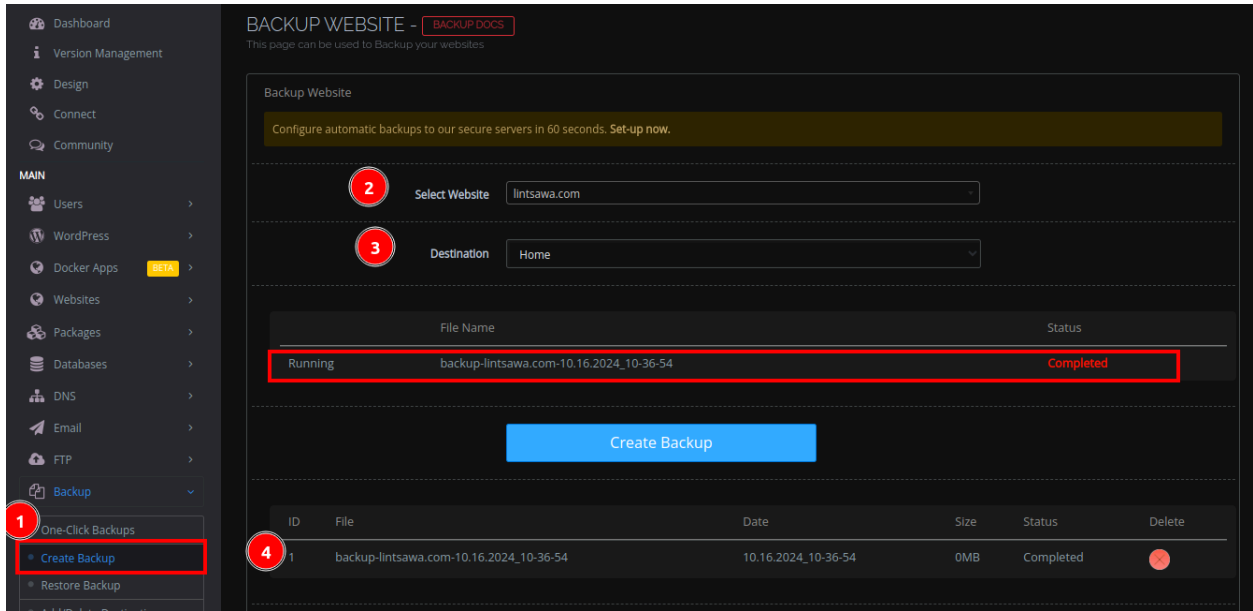 Dashboard
Version Management
Design
Connect
Community
MAIN
Users
WordPress
Docker Apps BETA
Websites
Packages
Databases
DNS
Email
FTP
Backup
1
One-Click Backups
Create Backup
Restore Backup
BACKUP WEBSITE - BACKUP DOCS
This page can be used to Backup your websites
Backup Website
Configure automatic backups to our secure servers in 60 seconds. Set-up now.
2 Select Website lintsawa.com
3 Destination Home
File Name Status
Running backup-lintsawa.com-10.16.2024_10-36-54 Completed
Create Backup
ID File Date Size Status Delete
4 1 backup-lintsawa.com-10.16.2024_10-36-54 10.16.2024_10-36-54 0MB Completed